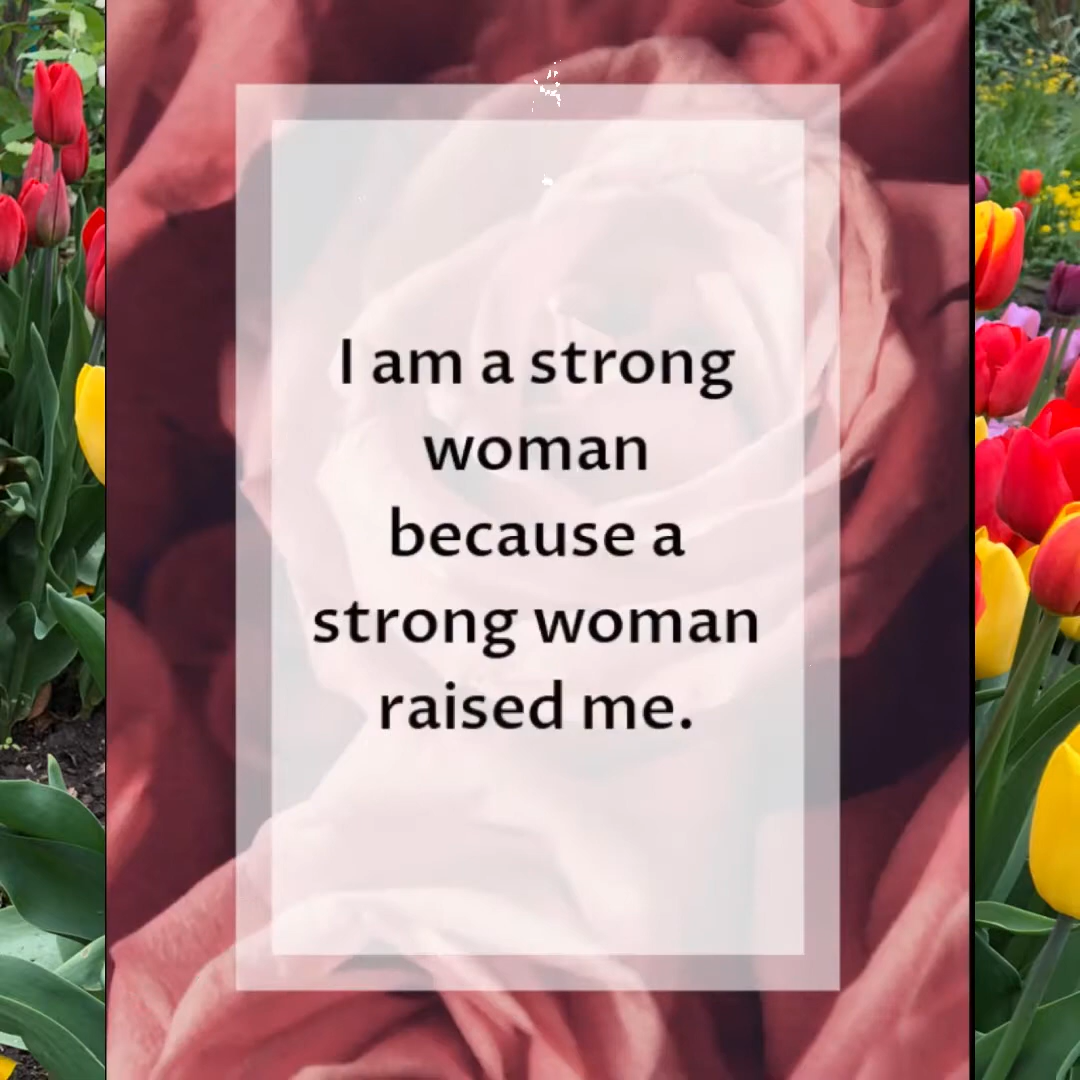 I am a strong
woman
because a
strong woman
raised me.